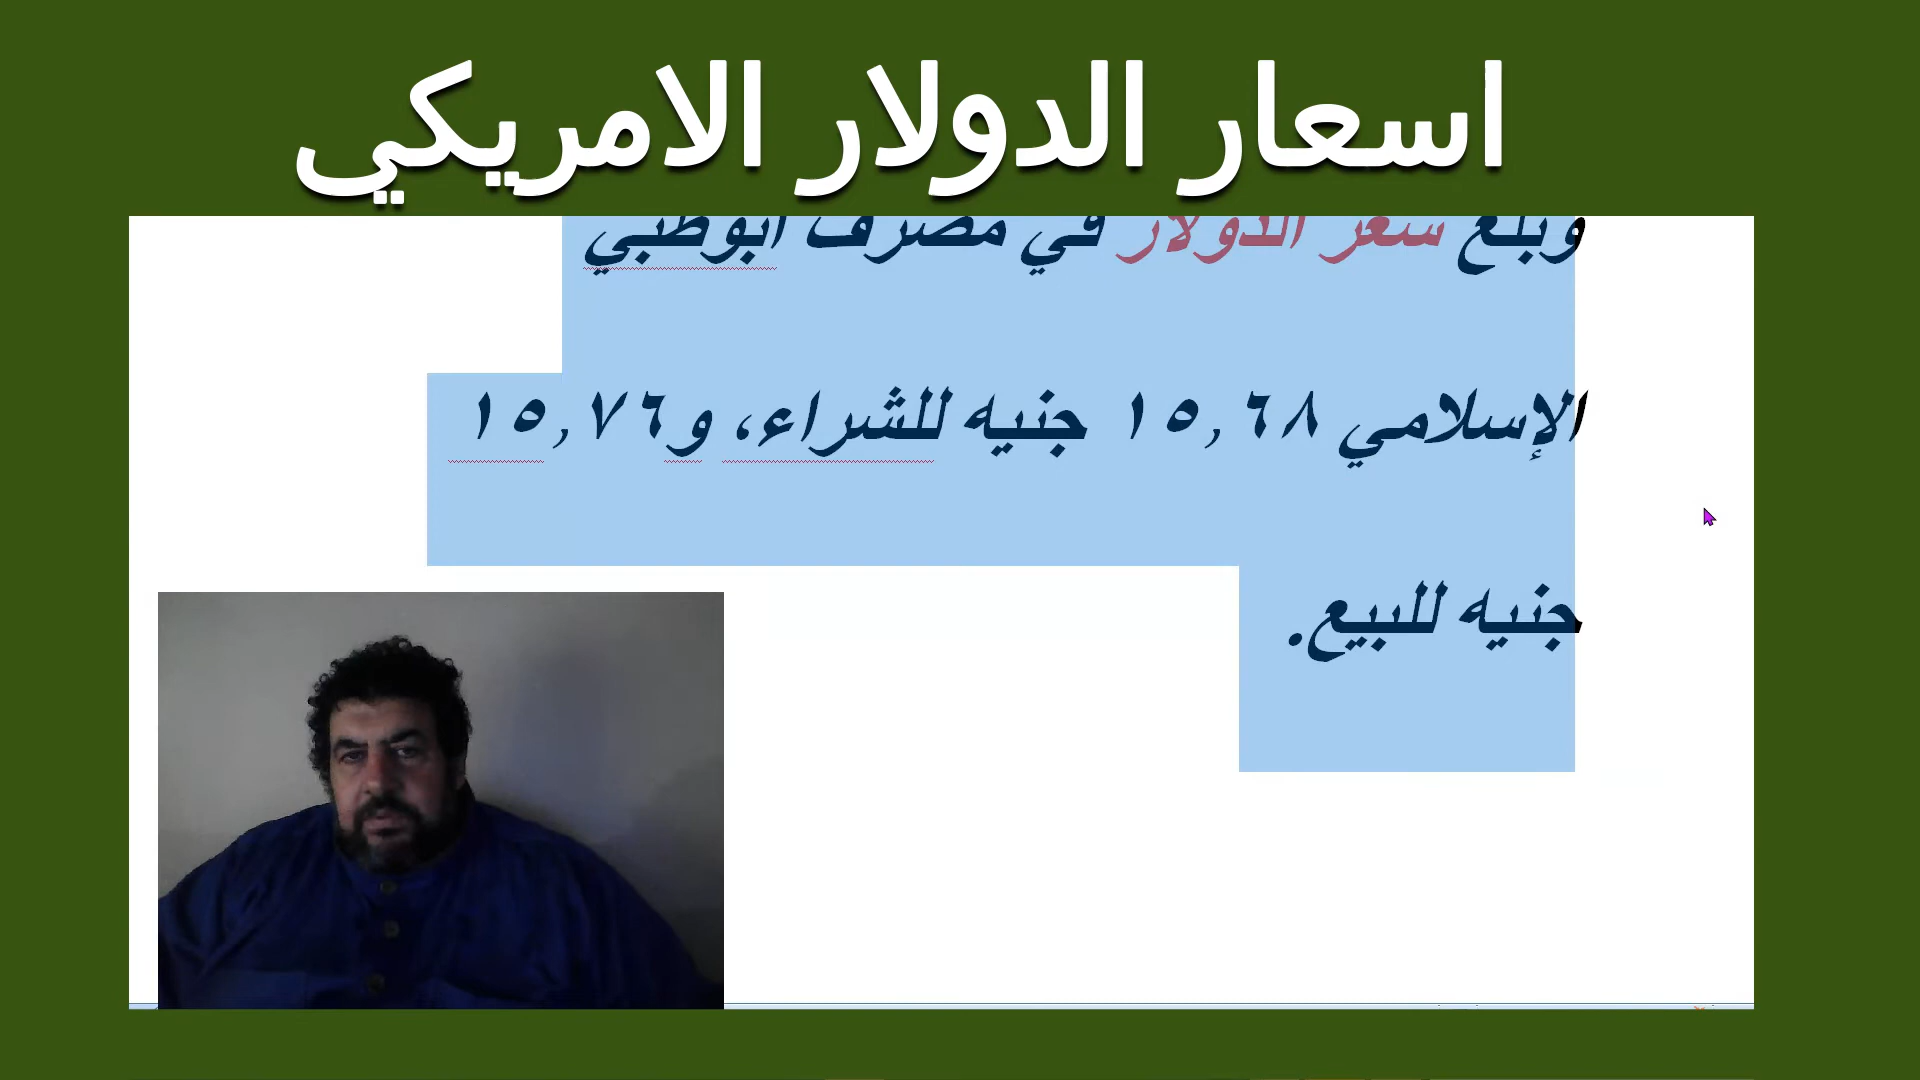 اسعار الدولار الامريكي
وبلغ سعر الدولار في مصرف أبوظبي
الإسلامي ١٥,٦٨ جنيه للشراء، و١٥,٧٦
جنيه للبيع.